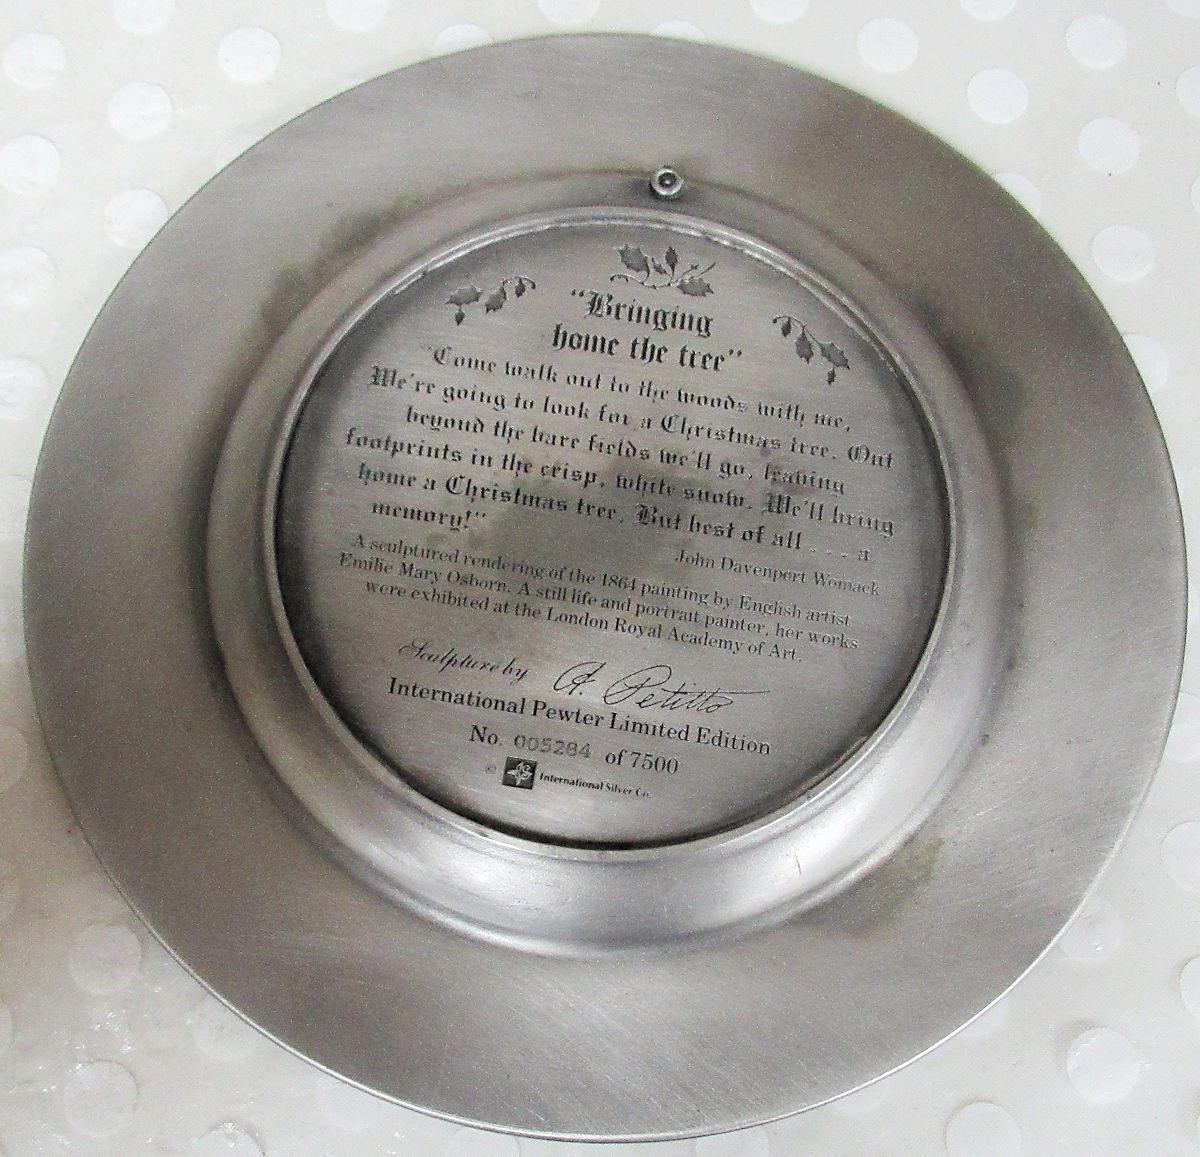 “Bringing
home the tree”
“Come walk out to the woods with me,
We're going to look for a Christmas tree. Out
beyond the bare fields we'll go, leaving
footprints in the crisp, white snow. We'll bring
home a Christmas tree. But best of all . . . a
memory!”
John Davenport Womack
A sculptured rendering of the 1864 painting by English artist
Emilie Mary Osborn. A still life and portrait painter, her works
were exhibited at the London Royal Academy of Art.
Sculpture by A. Petitto
International Pewter Limited Edition
No. 005284 of 7500
© International Silver Co.